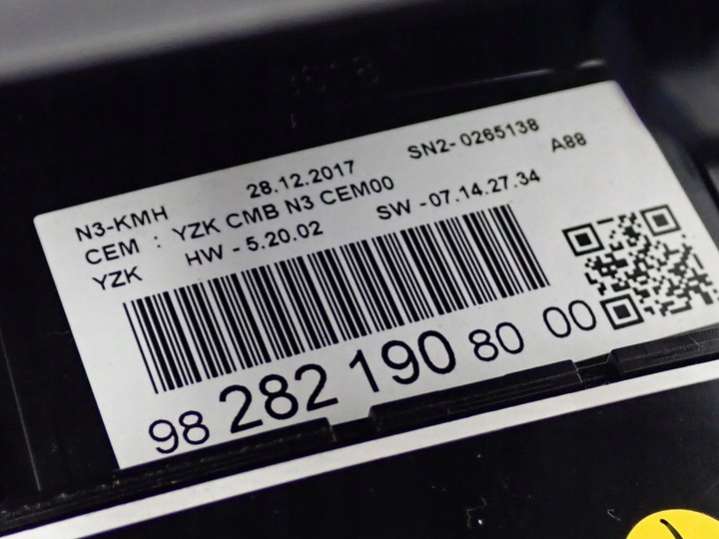 N3-KMH 28.12.2017 SN2- 0265138
CEM : YZK CMB N3 CEM00 A88
YZK HW - 5.20.02 SW - 07.14.27.34
98 282 190 80 00